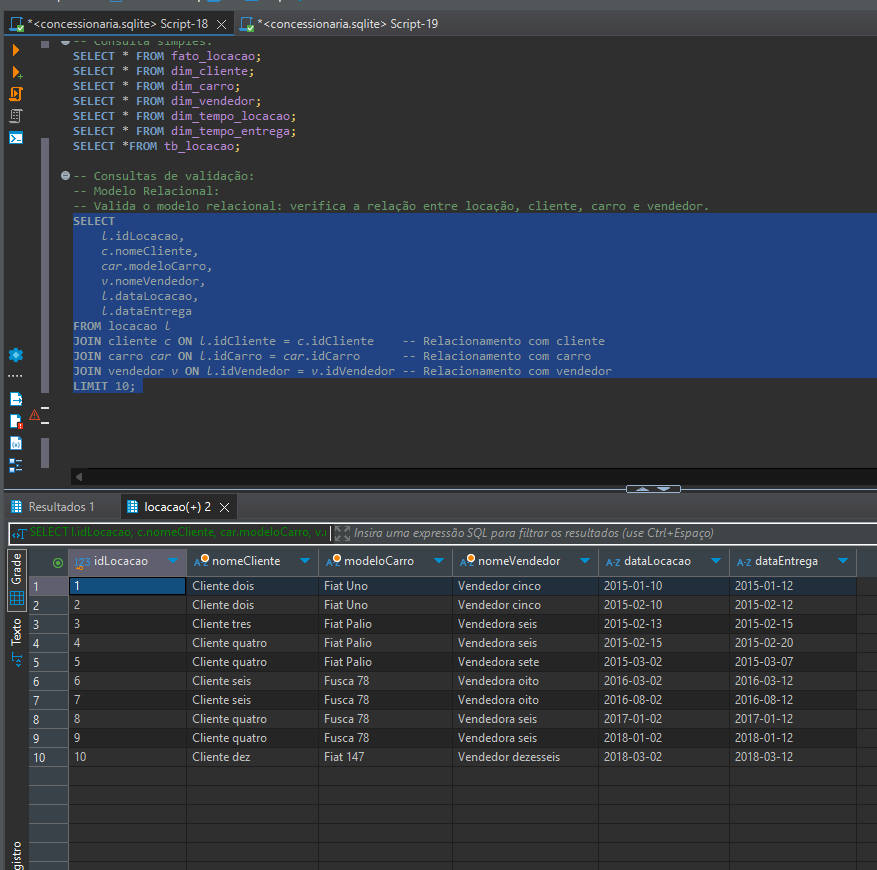 *<concessionaria.sqlite> Script-18
*<concessionaria.sqlite> Script-19
-- Consulta simples:
SELECT * FROM fato_locacao;
SELECT * FROM dim_cliente;
SELECT * FROM dim_carro;
SELECT * FROM dim_vendedor;
SELECT * FROM dim_tempo_locacao;
SELECT * FROM dim_tempo_entrega;
SELECT *FROM tb_locacao;
-- Consultas de validação:
-- Modelo Relacional:
-- Valida o modelo relacional: verifica a relação entre locação, cliente, carro e vendedor.
SELECT
l.idLocacao,
c.nomeCliente,
car.modeloCarro,
v.nomeVendedor,
l.dataLocacao,
l.dataEntrega
FROM locacao l
JOIN cliente c ON l.idCliente = c.idCliente -- Relacionamento com cliente
JOIN carro car ON l.idCarro = car.idCarro -- Relacionamento com carro
JOIN vendedor v ON l.idVendedor = v.idVendedor -- Relacionamento com vendedor
LIMIT 10;
Resultados 1 locacao(+) 2
SELECT l.idLocacao, c.nomeCliente, car.modeloCarro, v.
Insira uma expressão SQL para filtrar os resultados (use Ctrl+Espaço)
Grade
Texto
123 idLocacao A-Z nomeCliente A-Z modeloCarro A-Z nomeVendedor A-Z dataLocacao A-Z dataEntrega
1 1 Cliente dois Fiat Uno Vendedor cinco 2015-01-10 2015-01-12
2 2 Cliente dois Fiat Uno Vendedor cinco 2015-02-10 2015-02-12
3 3 Cliente tres Fiat Palio Vendedora seis 2015-02-13 2015-02-15
4 4 Cliente quatro Fiat Palio Vendedora seis 2015-02-15 2015-02-20
5 5 Cliente quatro Fiat Palio Vendedora sete 2015-03-02 2015-03-07
6 6 Cliente seis Fusca 78 Vendedora oito 2016-03-02 2016-03-12
7 7 Cliente seis Fusca 78 Vendedora oito 2016-08-02 2016-08-12
8 8 Cliente quatro Fusca 78 Vendedora seis 2017-01-02 2017-01-12
9 9 Cliente quatro Fusca 78 Vendedora seis 2018-01-02 2018-01-12
10 10 Cliente dez Fiat 147 Vendedor dezesseis 2018-03-02 2018-03-12
gistro